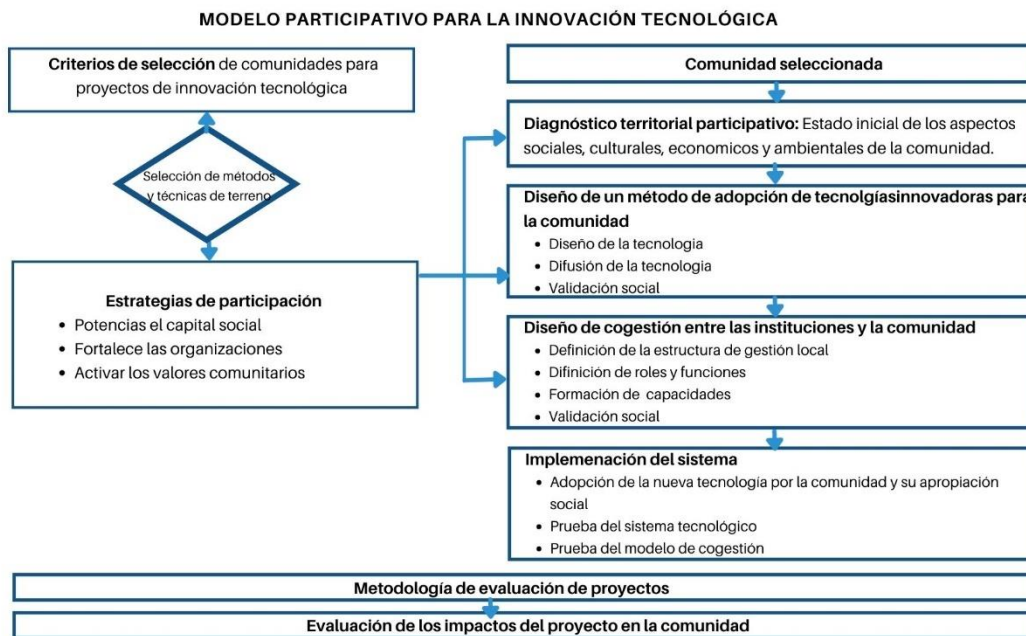 MODELO PARTICIPATIVO PARA LA INNOVACIÓN TECNOLÓGICA
Criterios de selección de comunidades para
proyectos de innovación tecnológica
Selección de métodos
y técnicas de terreno
Estrategias de participación
• Potencias el capital social
• Fortalece las organizaciones
• Activar los valores comunitarios
Comunidad seleccionada
Diagnóstico territorial participativo: Estado inicial de los aspectos
sociales, culturales, economicos y ambientales de la comunidad.
Diseño de un método de adopción de tecnolgíasinnovadoras para
la comunidad
• Diseño de la tecnologia
• Difusión de la tecnologia
• Validación social
Diseño de cogestión entre las instituciones y la comunidad
• Definición de la estructura de gestión local
• Difinición de roles y funciones
• Formación de capacidades
• Validación social
Implemenación del sistema
• Adopción de la nueva tecnología por la comunidad y su apropiación
social
• Prueba del sistema tecnológico
• Prueba del modelo de cogestión
Metodología de evaluación de proyectos
Evaluación de los impactos del proyecto en la comunidad